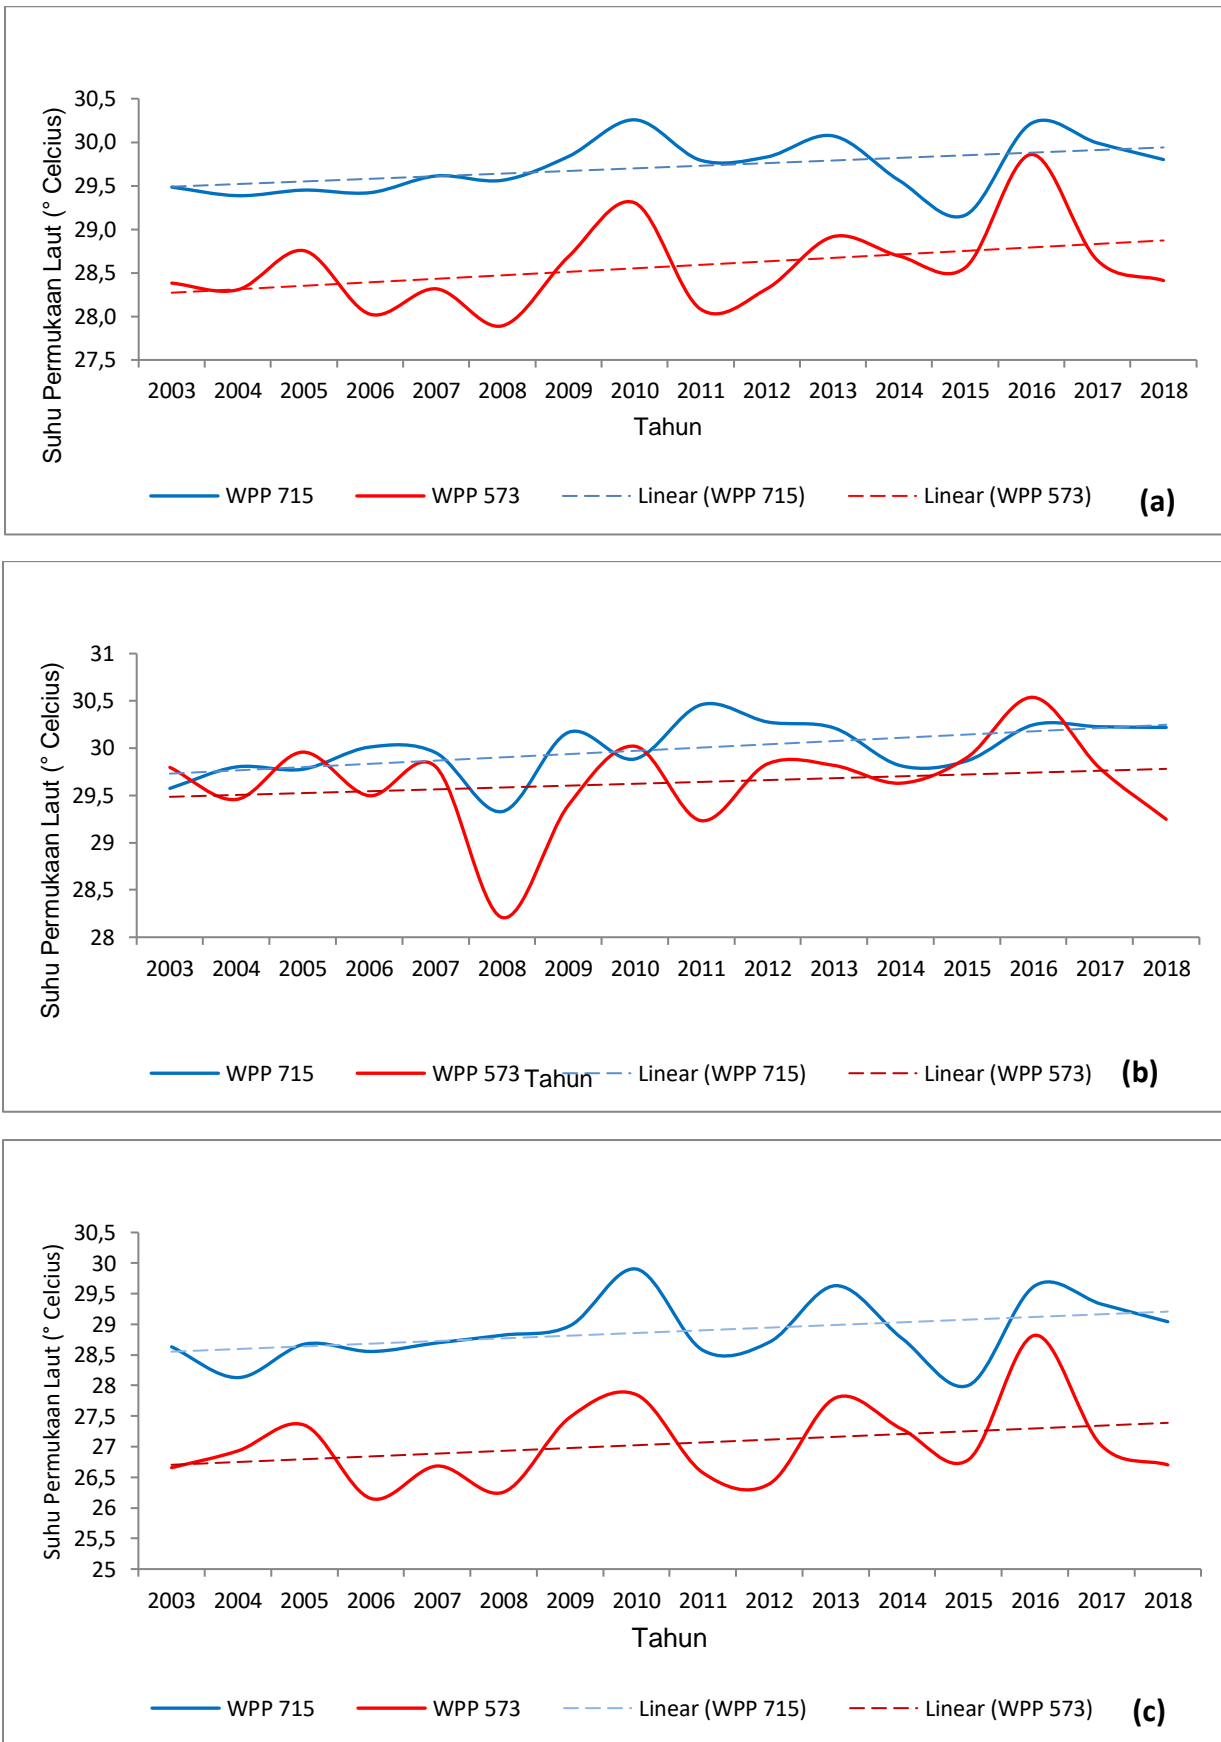 Suhu Permukaan Laut (° Celcius)
30,5
30,0
29,5
29,0
28,5
28,0
27,5
2003 2004 2005 2006 2007 2008 2009 2010 2011 2012 2013 2014 2015 2016 2017 2018
Tahun
WPP 715 WPP 573 Linear (WPP 715) Linear (WPP 573) (a)
Suhu Permukaan Laut (° Celcius)
31
30,5
30
29,5
29
28,5
28
2003 2004 2005 2006 2007 2008 2009 2010 2011 2012 2013 2014 2015 2016 2017 2018
WPP 715 WPP 573 Tahun Linear (WPP 715) Linear (WPP 573) (b)
Suhu Permukaan Laut (° Celcius)
30,5
30
29,5
29
28,5
28
27,5
27
26,5
26
25,5
25
2003 2004 2005 2006 2007 2008 2009 2010 2011 2012 2013 2014 2015 2016 2017 2018
Tahun
WPP 715 WPP 573 Linear (WPP 715) Linear (WPP 573) (c)